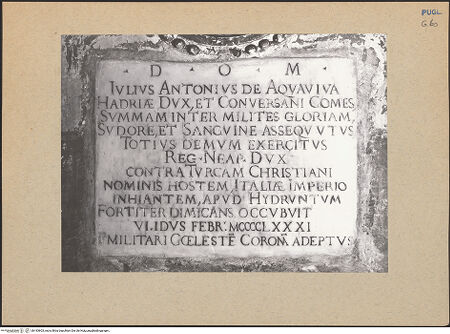 PUGL
G.60
D · O · M ·
IVLIVS ANTONIVS DE AQVAVIVA
HADRIÆ DVX, ET CONVERSANI COMES
SVMMAM INTER MILITES GLORIAM,
SVDORE, ET SANGVINE ASSEQVVTVS
TOTIVS DEMVM EXERCITVS
REG · NEAP · DVX
CONTRA TVRCAM CHRISTIANI
NOMINIS HOSTEM, ITALIÆ IMPERIO
INHIANTEM, APVD HYDRVNTVM
FORTITER DIMICANS OCCVBVIT
VI. IDVS FEBR: MCCCCLXXXI
P MILITARI CŒLESTĒ CORONĀ ADEPTVS